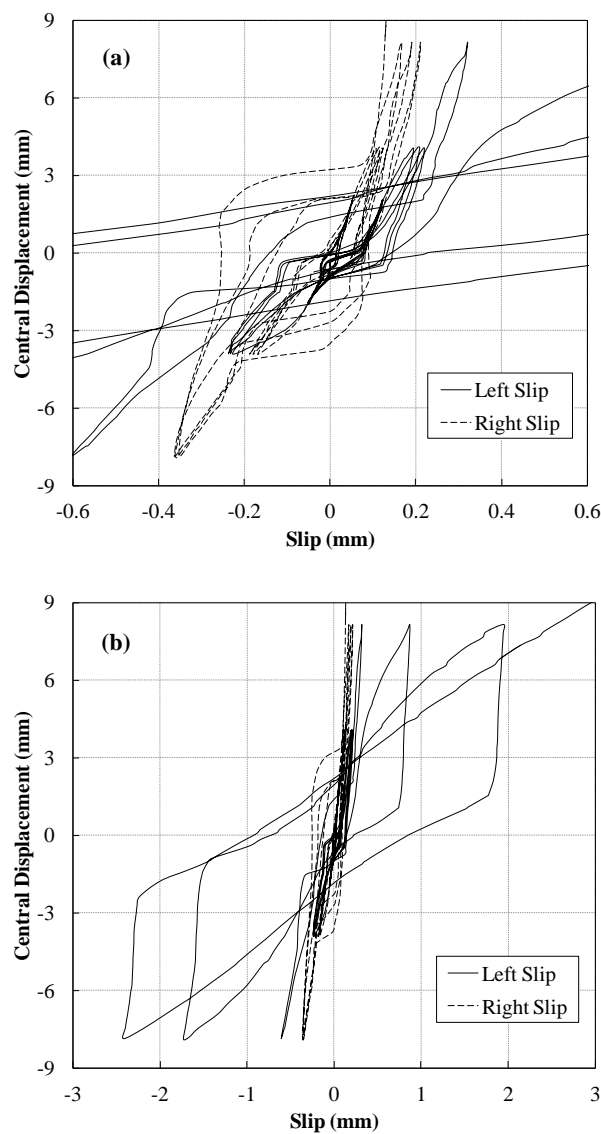 9
(a)
6
3
0
-3
-6
-9
Central Displacement (mm)
Left Slip
Right Slip
-0.6 -0.4 -0.2 0 0.2 0.4 0.6
Slip (mm)
9
(b)
6
3
0
-3
-6
-9
Central Displacement (mm)
Left Slip
Right Slip
-3 -2 -1 0 1 2 3
Slip (mm)